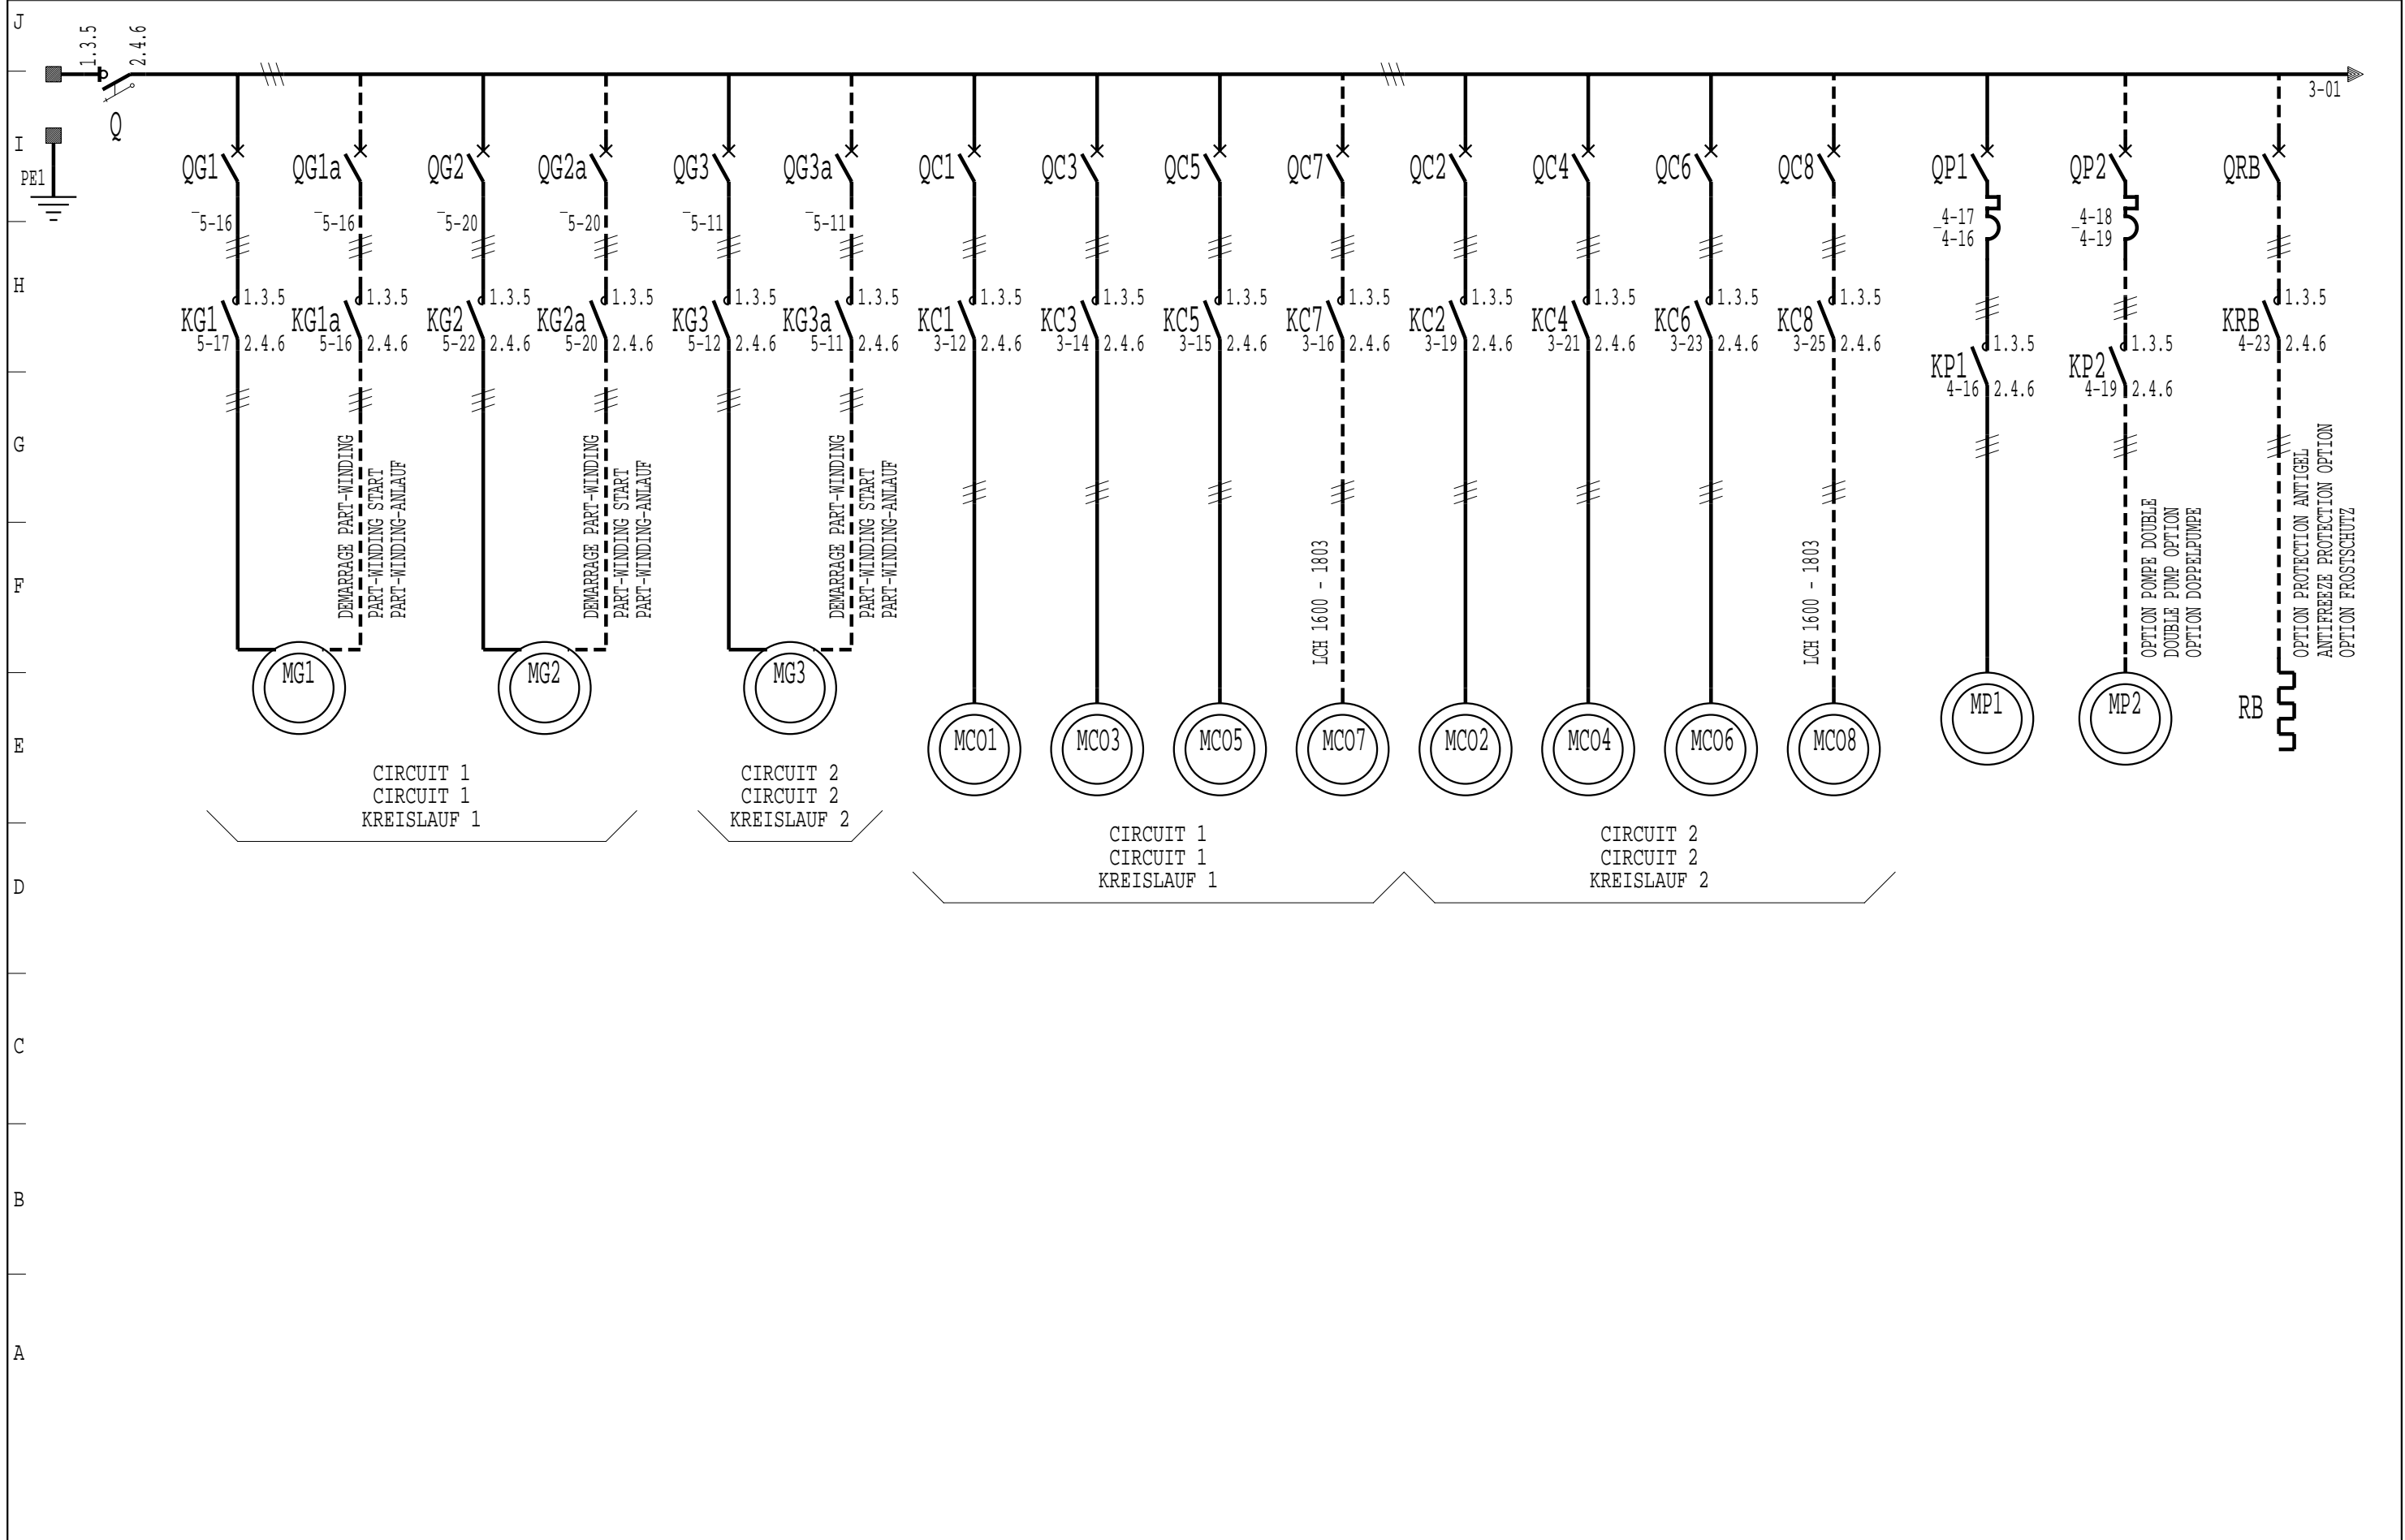 J
1.3.5
2.4.6
3-01
Q
I
PE1
QG1
QG1a
QG2
QG2a
QG3
QG3a
QC1
QC3
QC5
QC7
QC2
QC4
QC6
QC8
QP1
QP2
QRB
5-16
5-16
5-20
5-20
5-11
5-11
4-17
4-16
4-18
4-19
H
KG1
5-17
1.3.5
2.4.6
KG1a
5-16
1.3.5
2.4.6
KG2
5-22
1.3.5
2.4.6
KG2a
5-20
1.3.5
2.4.6
KG3
5-12
1.3.5
2.4.6
KG3a
5-11
1.3.5
2.4.6
KC1
3-12
1.3.5
2.4.6
KC3
3-14
1.3.5
2.4.6
KC5
3-15
1.3.5
2.4.6
KC7
3-16
1.3.5
2.4.6
KC2
3-19
1.3.5
2.4.6
KC4
3-21
1.3.5
2.4.6
KC6
3-23
1.3.5
2.4.6
KC8
3-25
1.3.5
2.4.6
KP1
4-16
1.3.5
2.4.6
KP2
4-19
1.3.5
2.4.6
KRB
4-23
1.3.5
2.4.6
G
DEMARRAGE PART-WINDING
PART-WINDING START
PART-WINDING-ANLAUF
DEMARRAGE PART-WINDING
PART-WINDING START
PART-WINDING-ANLAUF
DEMARRAGE PART-WINDING
PART-WINDING START
PART-WINDING-ANLAUF
LCH 1600 - 1803
LCH 1600 - 1803
OPTION POMPE DOUBLE
DOUBLE PUMP OPTION
OPTION DOPPELPUMPE
OPTION PROTECTION ANTIGEL
ANTIFREEZE PROTECTION OPTION
OPTION FROSTSCHUTZ
F
MG1
MG2
MG3
MP1
MP2
RB
E
MCO1
MCO3
MCO5
MCO7
MCO2
MCO4
MCO6
MCO8
CIRCUIT 1
CIRCUIT 1
KREISLAUF 1
CIRCUIT 2
CIRCUIT 2
KREISLAUF 2
CIRCUIT 1
CIRCUIT 1
KREISLAUF 1
CIRCUIT 2
CIRCUIT 2
KREISLAUF 2
D
C
B
A